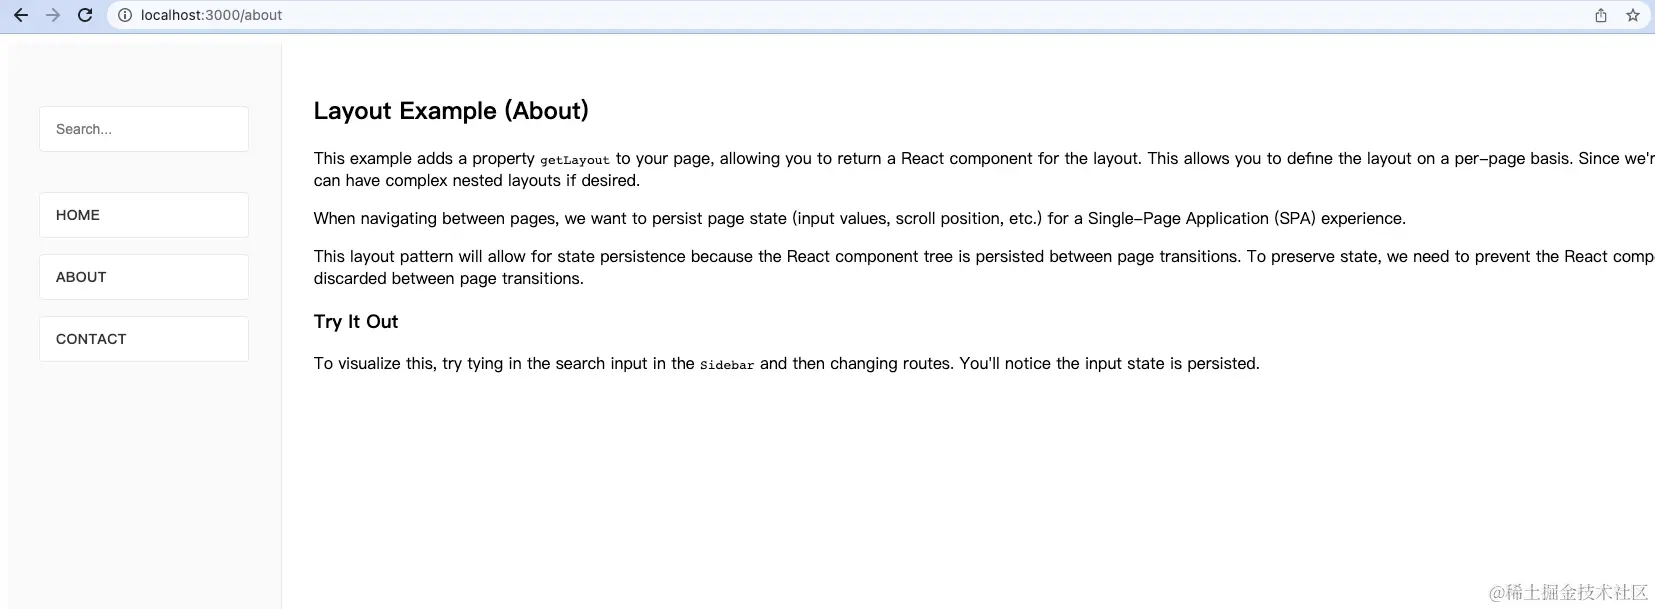 localhost:3000/about
Search...
HOME
ABOUT
CONTACT
Layout Example (About)
This example adds a property getLayout to your page, allowing you to return a React component for the layout. This allows you to define the layout on a per-page basis. Since we'r
can have complex nested layouts if desired.
When navigating between pages, we want to persist page state (input values, scroll position, etc.) for a Single-Page Application (SPA) experience.
This layout pattern will allow for state persistence because the React component tree is persisted between page transitions. To preserve state, we need to prevent the React comp
discarded between page transitions.
Try It Out
To visualize this, try tying in the search input in the Sidebar and then changing routes. You'll notice the input state is persisted.
@稀土掘金技术社区